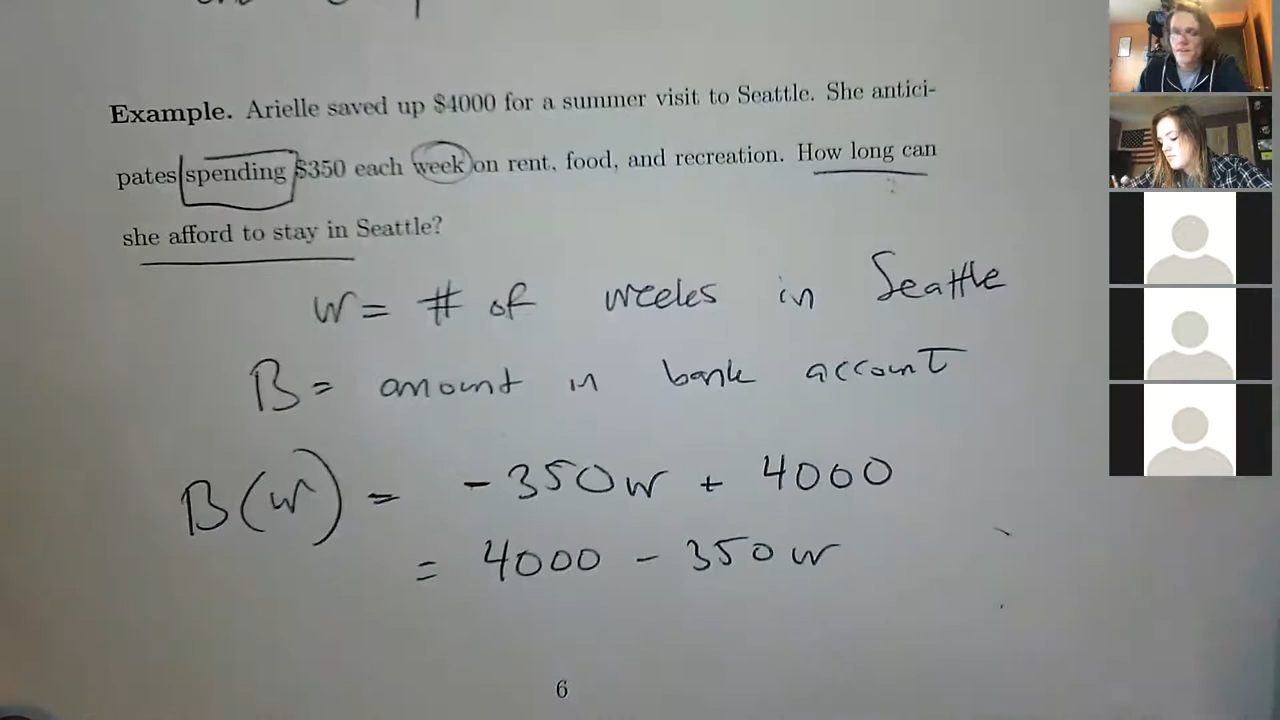 Example. Arielle saved up $4000 for a summer visit to Seattle. She antici-
pates spending $350 each week on rent, food, and recreation. How long can
she afford to stay in Seattle?
w = # of weeks in Seattle
B = amount in bank account
B(w) = -350w + 4000
= 4000 - 350w
6